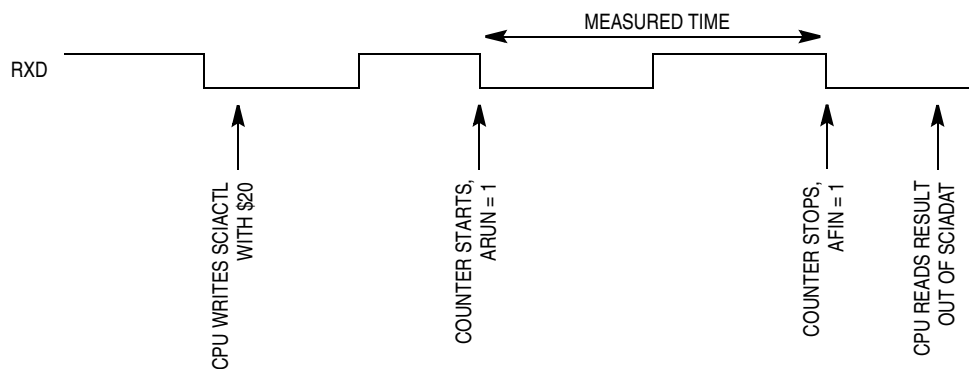 MEASURED TIME
RXD
CPU WRITES SCIACTL
WITH $20
COUNTER STARTS,
ARUN = 1
COUNTER STOPS,
AFIN = 1
CPU READS RESULT
OUT OF SCIADAT